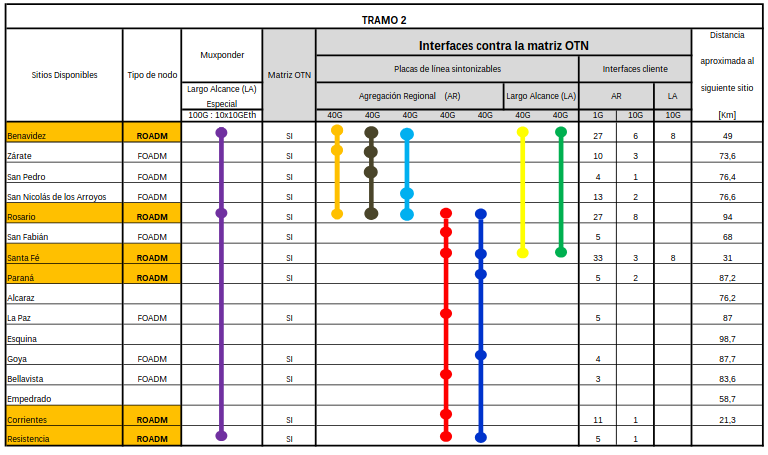 TRAMO 2
Sitios Disponibles Tipo de nodo Muxponder Matriz OTN Interfaces contra la matriz OTN Distancia
Placas de línea sintonizables Interfaces cliente aproximada al
Largo Alcance (LA) Agregación Regional (AR) Largo Alcance (LA) AR LA siguiente sitio
Especial
100G : 10x10GEth 40G 40G 40G 40G 40G 40G 40G 1G 10G 10G [Km]
Benavidez ROADM SI 27 6 8 49
Zárate FOADM SI 10 3 73,6
San Pedro FOADM SI 4 1 76,4
San Nicolás de los Arroyos FOADM SI 13 2 76,6
Rosario ROADM SI 27 8 94
San Fabián FOADM SI 5 68
Santa Fé ROADM SI 33 3 8 31
Paraná ROADM SI 5 2 87,2
Alcaraz 76,2
La Paz FOADM SI 5 87
Esquina 98,7
Goya FOADM SI 4 87,7
Bellavista FOADM SI 3 83,6
Empedrado 58,7
Corrientes ROADM SI 11 1 21,3
Resistencia ROADM SI 5 1